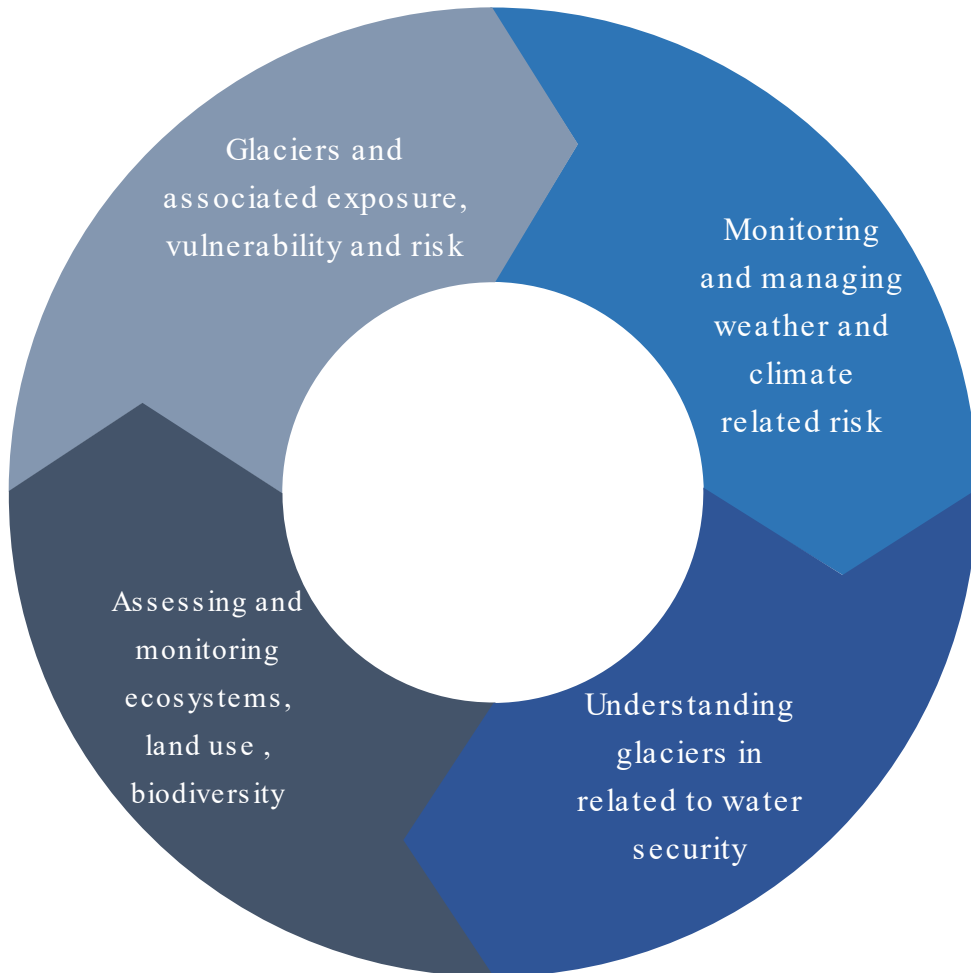 Glaciers and
associated exposure,
vulnerability and risk
Monitoring
and managing
weather and
climate
related risk
Understanding
glaciers in
related to water
security
Assessing and
monitoring
ecosystems,
land use ,
biodiversity